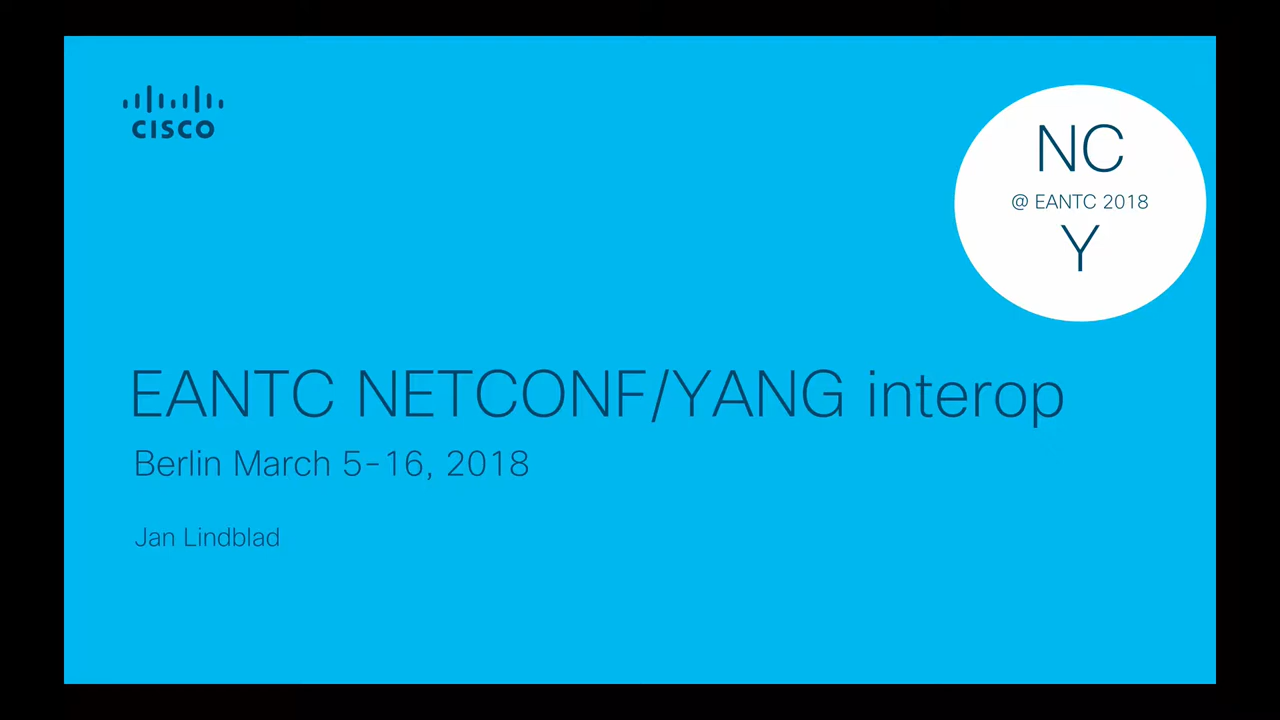 CISCO
NC
@ EANTC 2018
Y
EANTC NETCONF/YANG interop
Berlin March 5-16, 2018
Jan Lindblad